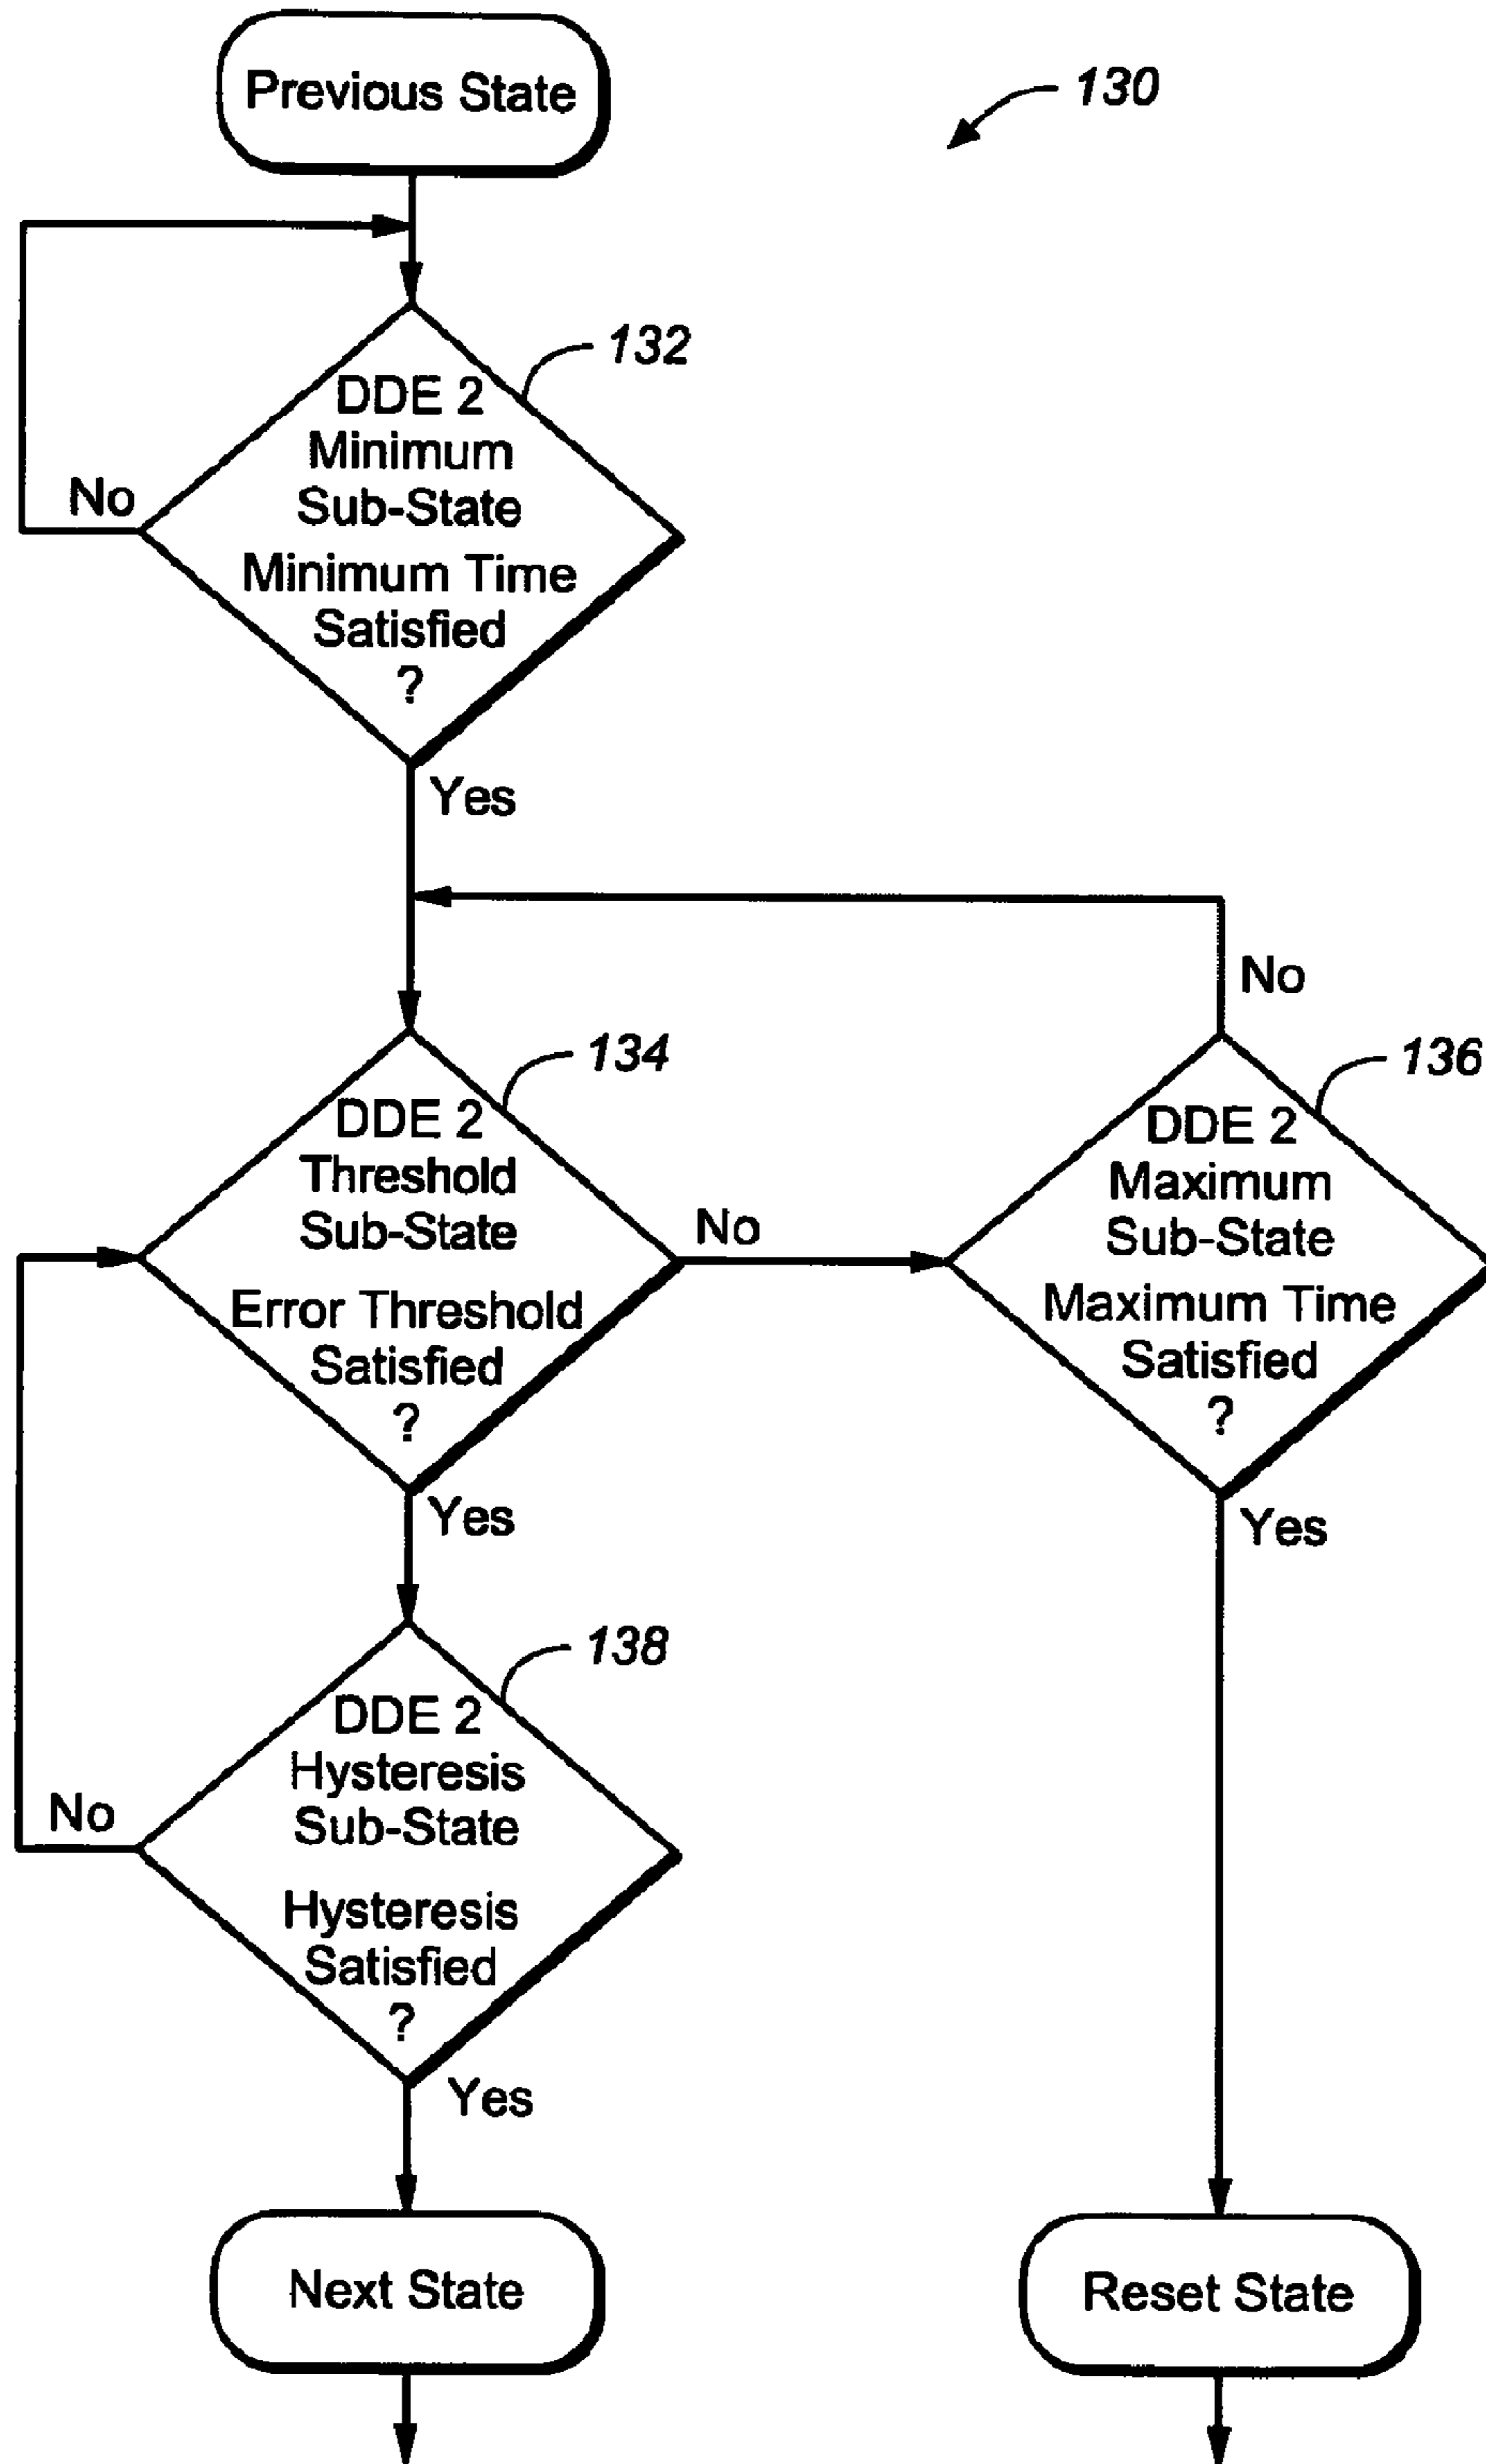 Previous State
130
132
DDE 2
Minimum
Sub-State
Minimum Time
Satisfied
?
No
Yes
No
134
DDE 2
Threshold
Sub-State
Error Threshold
Satisfied
?
No
Yes
136
DDE 2
Maximum
Sub-State
Maximum Time
Satisfied
?
Yes
138
DDE 2
Hysteresis
Sub-State
Hysteresis
Satisfied
?
No
Yes
Next State
Reset State